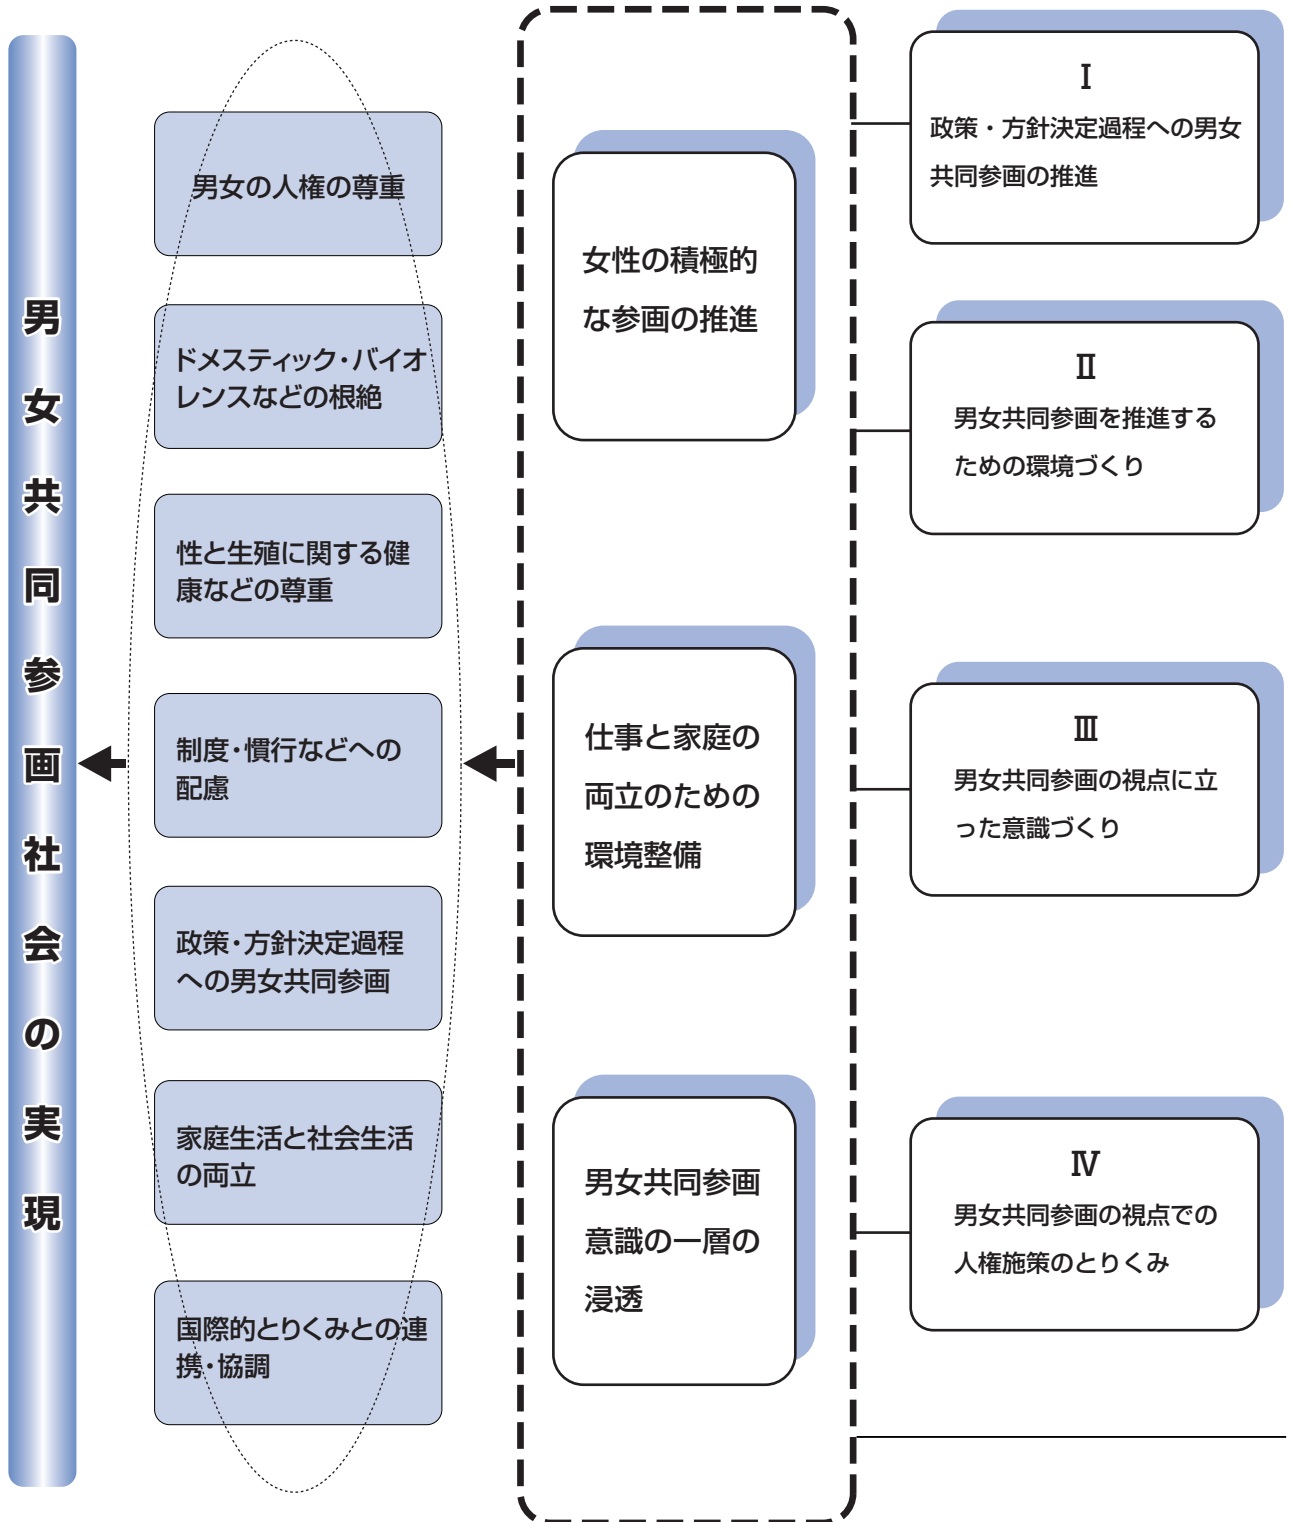 男女共同参画社会の実現
男女の人権の尊重
ドメスティック・バイオ
レンスなどの根絶
性と生殖に関する健
康などの尊重
制度・慣行などへの
配慮
政策・方針決定過程
への男女共同参画
家庭生活と社会生活
の両立
国際的とりくみとの連
携・協調
女性の積極的
な参画の推進
仕事と家庭の
両立のための
環境整備
男女共同参画
意識の一層の
浸透
Ⅰ
政策・方針決定過程への男女
共同参画の推進
Ⅱ
男女共同参画を推進する
ための環境づくり
Ⅲ
男女共同参画の視点に立
った意識づくり
Ⅳ
男女共同参画の視点での
人権施策のとりくみ